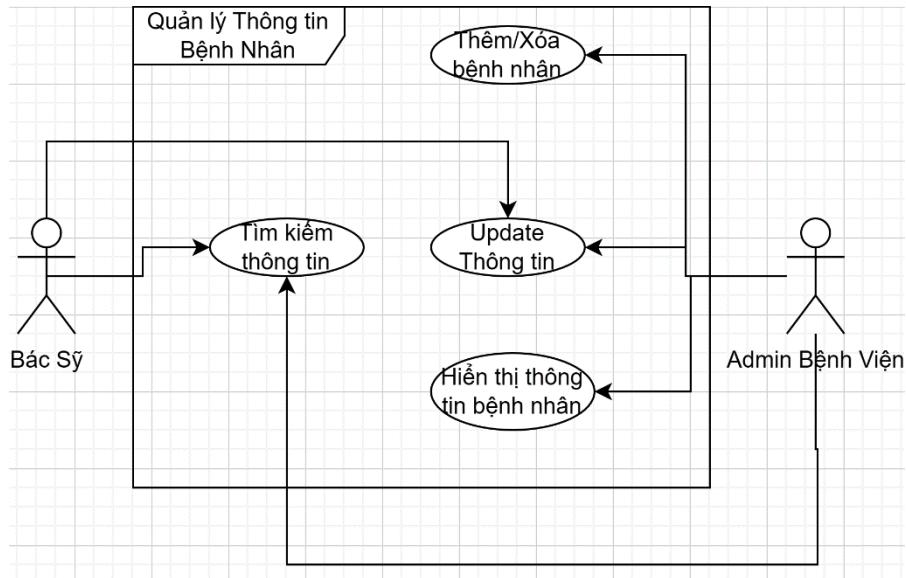 Quản lý Thông tin
Bệnh Nhân
Thêm/Xóa
bệnh nhân
Tìm kiếm
thông tin
Update
Thông tin
Bác Sỹ
Admin Bệnh Viện
Hiển thị thông
tin bệnh nhân